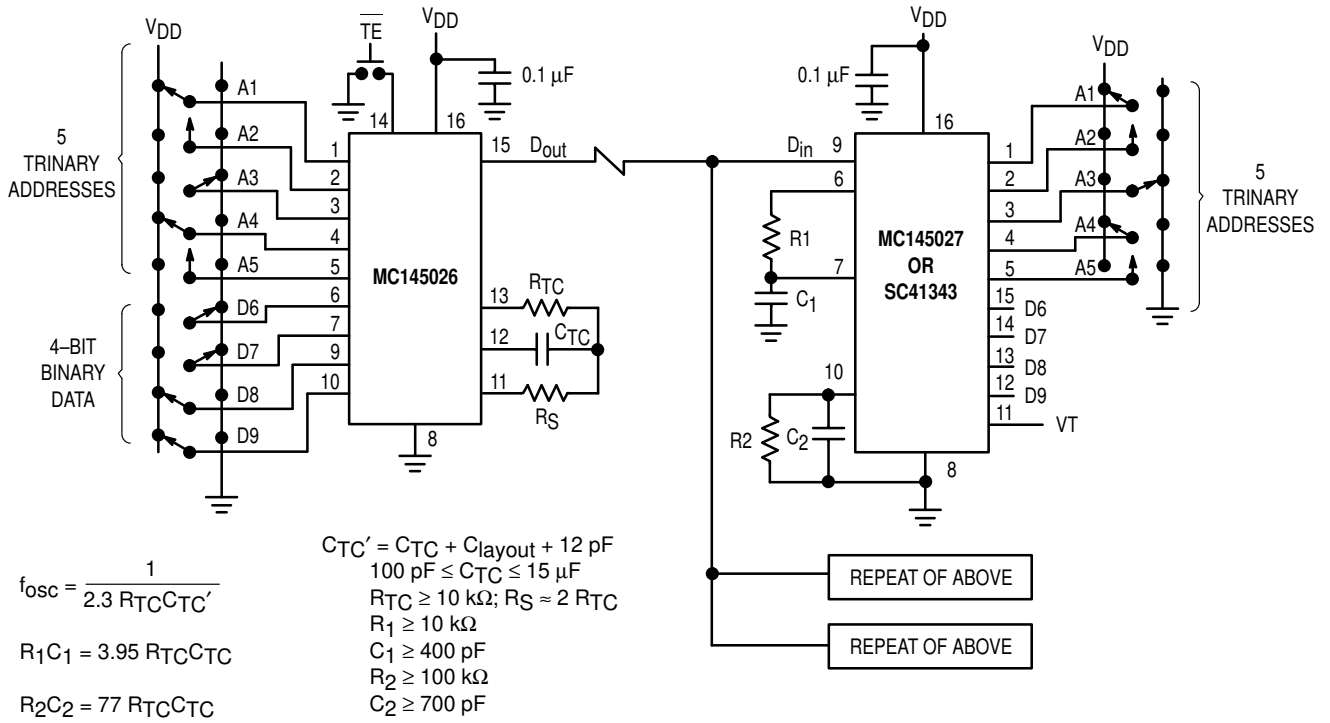 VDD
5
TRINARY
ADDRESSES
4–BIT
BINARY
DATA
A1
A2
A3
A4
A5
D6
D7
D8
D9
TE
VDD
0.1 µF
14
16
15
Dout
1
2
3
4
5
6
7
9
10
MC145026
13
12
11
8
RTC
CTC
RS
VDD
0.1 µF
16
Din
9
6
7
10
R1
C1
R2
C2
MC145027
OR
SC41343
1
2
3
4
5
15
14
13
12
11
8
D6
D7
D8
D9
VT
VDD
A1
A2
A3
A4
A5
5
TRINARY
ADDRESSES
REPEAT OF ABOVE
REPEAT OF ABOVE
fosc = 1 / 2.3 RTCCTC′
R1C1 = 3.95 RTCCTC
R2C2 = 77 RTCCTC
CTC′ = CTC + Clayout + 12 pF
100 pF ≤ CTC ≤ 15 µF
RTC ≥ 10 kΩ; RS ≈ 2 RTC
R1 ≥ 10 kΩ
C1 ≥ 400 pF
R2 ≥ 100 kΩ
C2 ≥ 700 pF